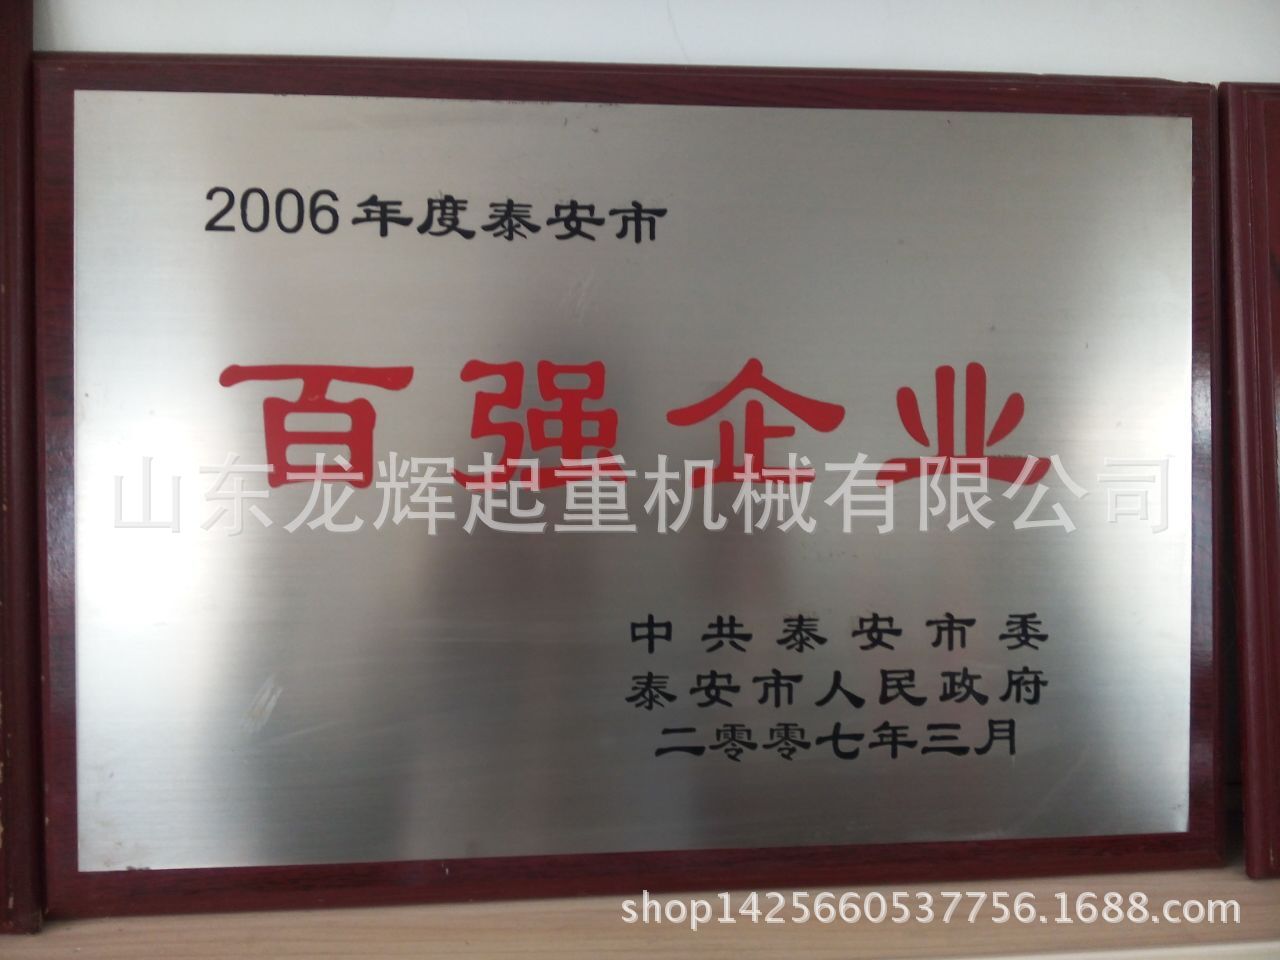 2006年度泰安市
百强企业
山东龙辉起重机械有限公司
中共泰安市委
泰安市人民政府
二零零七年三月
shop1425660537756.1688.com